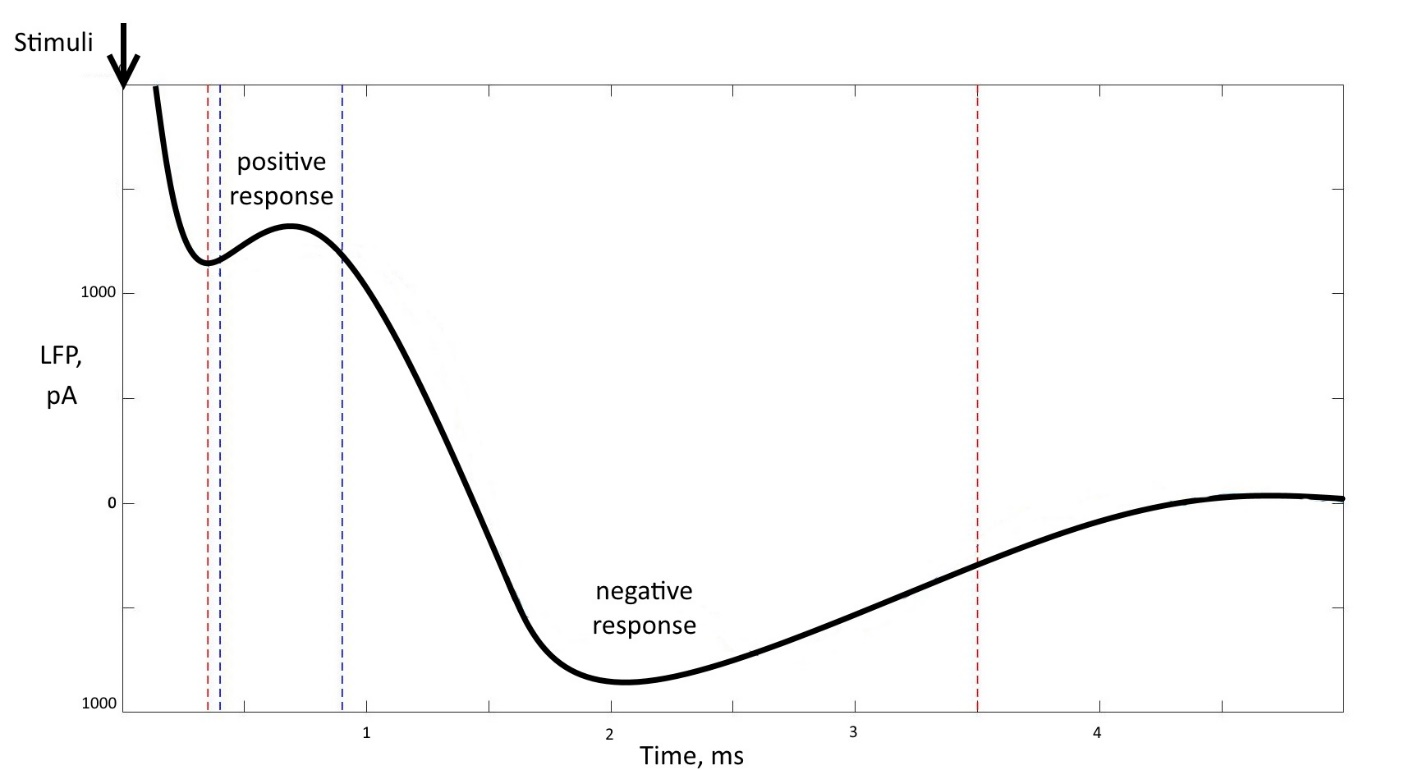 Stimuli
positive
response
1000
LFP,
pA
0
negative
response
1000
1
2
3
4
Time, ms